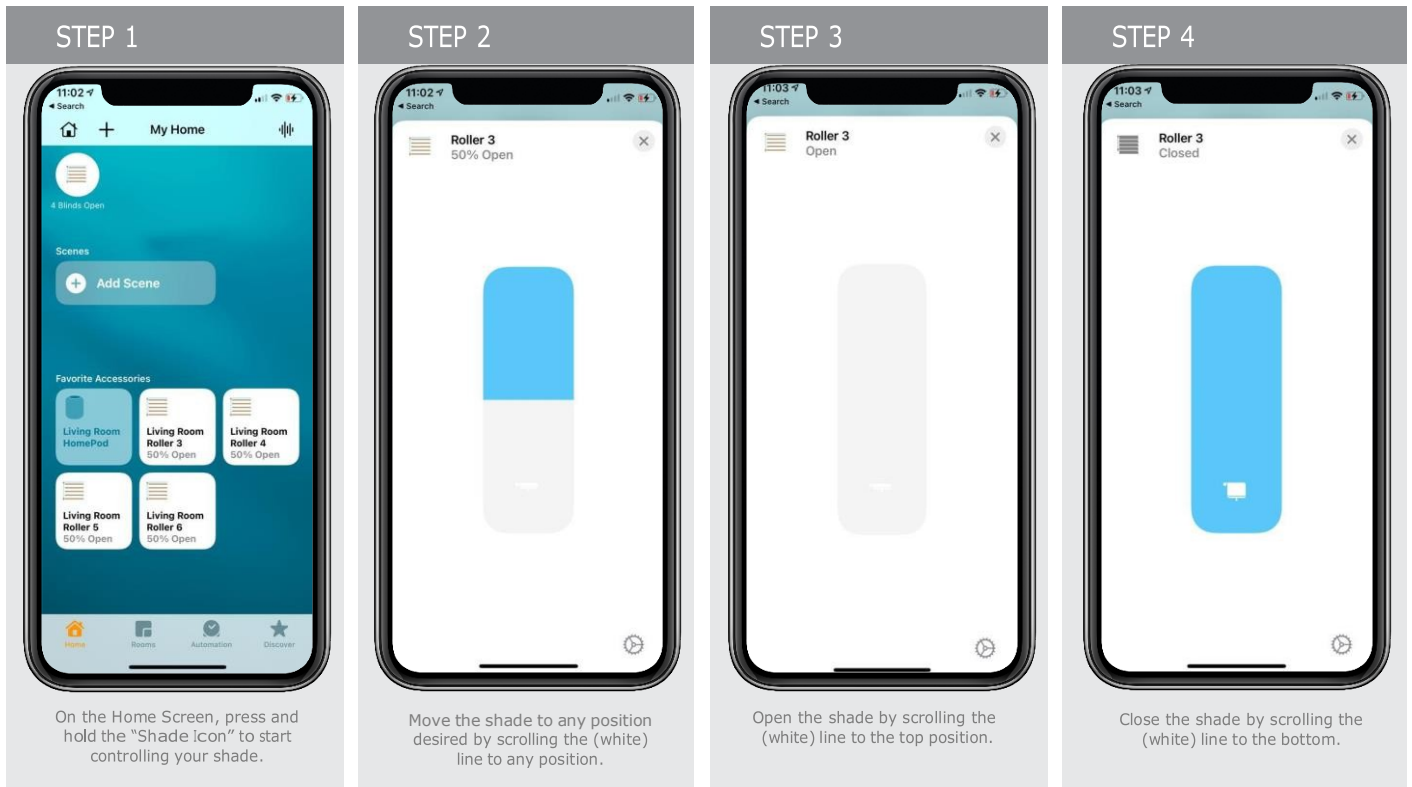 STEP 1
11:02
◀ Search
My Home
4 Blinds Open
Scenes
Add Scene
Favorite Accessories
Living Room
HomePod
Living Room
Roller 3
50% Open
Living Room
Roller 4
50% Open
Living Room
Roller 5
50% Open
Living Room
Roller 6
50% Open
Home
Rooms
Automation
Discover
On the Home Screen, press and
hold the “Shade Icon” to start
controlling your shade.
STEP 2
11:02
◀ Search
Roller 3
50% Open
Move the shade to any position
desired by scrolling the (white)
line to any position.
STEP 3
11:03
◀ Search
Roller 3
Open
Open the shade by scrolling the
(white) line to the top position.
STEP 4
11:03
◀ Search
Roller 3
Closed
Close the shade by scrolling the
(white) line to the bottom.